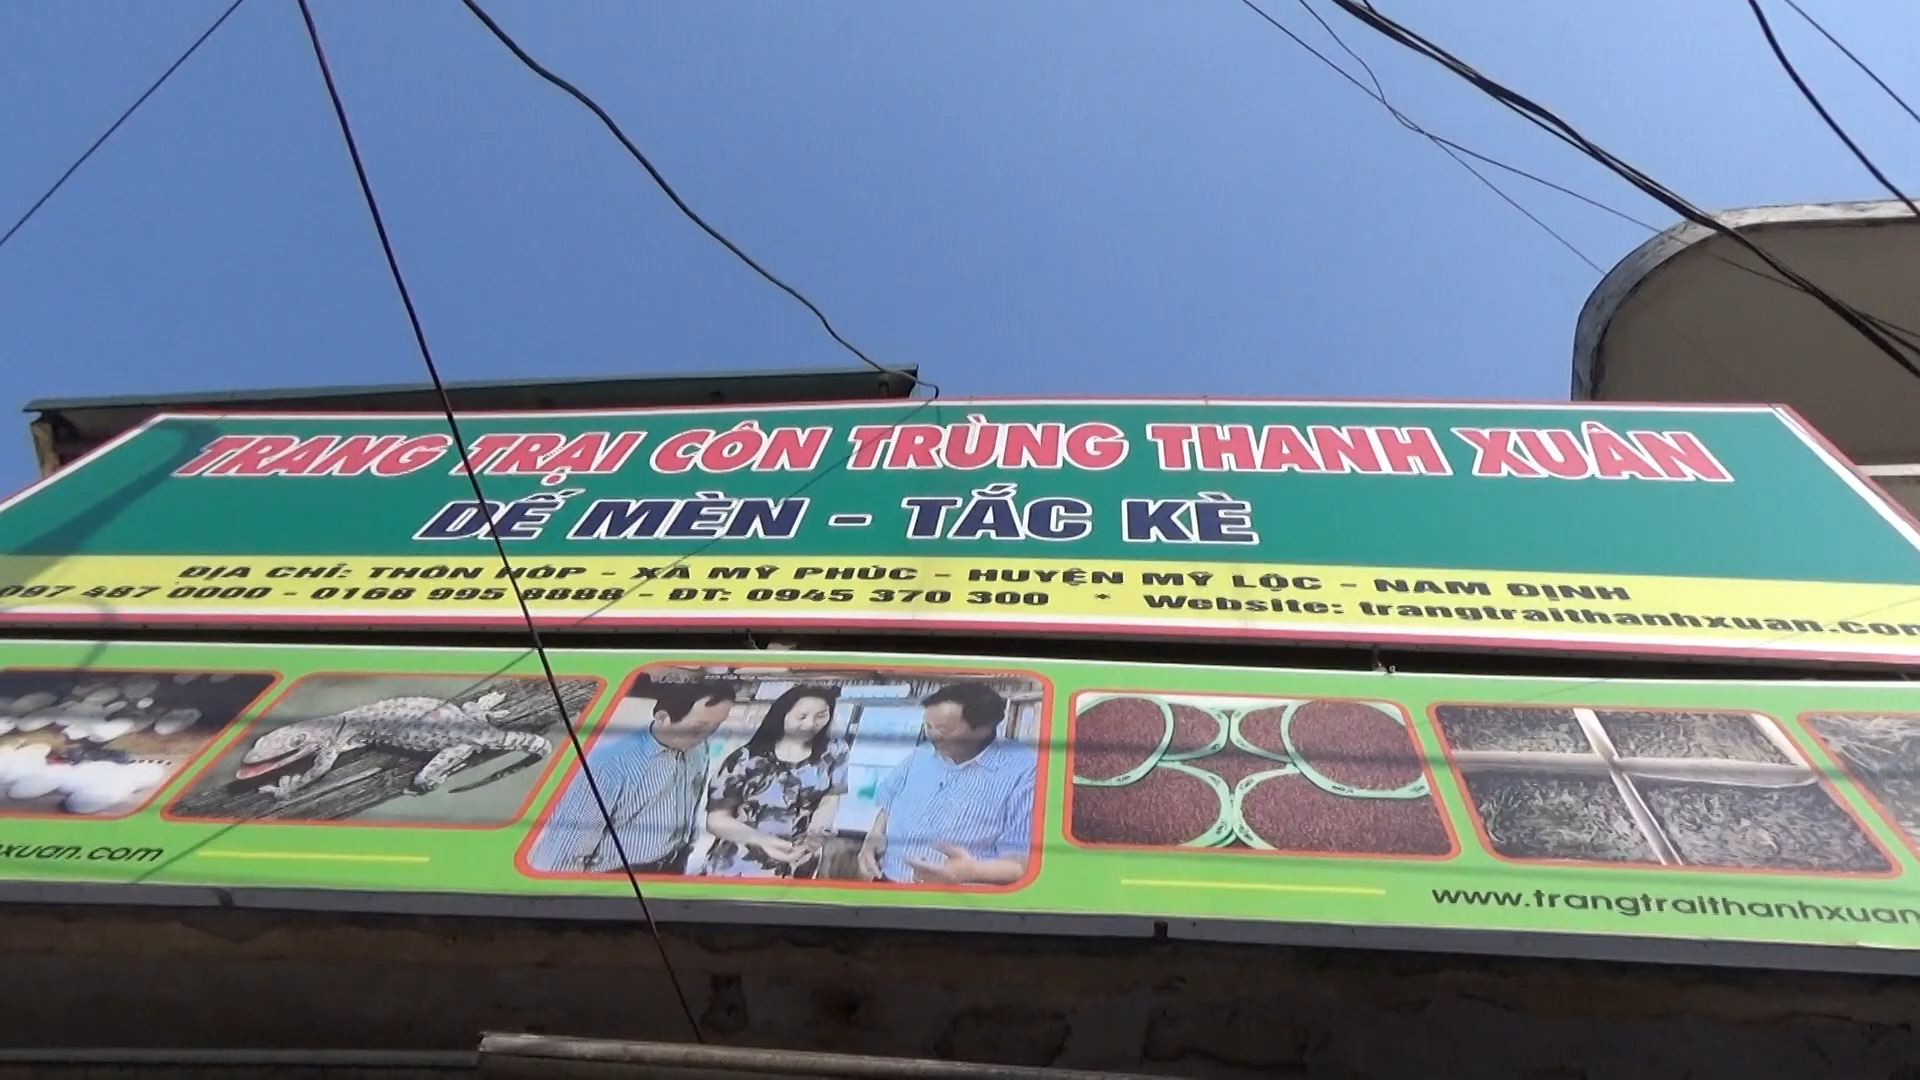 TRANG TRẠI CÔN TRÙNG THANH XUÂN
DẾ MÈN - TẮC KÈ
ĐỊA CHỈ: THÔN HÓP - XÃ MỸ PHÚC - HUYỆN MỸ LỘC - NAM ĐỊNH
097 487 0000 - 0168 995 8888 - ĐT: 0945 370 300 * Website: trangtraithanhxuan.com
xuan.com
www.trangtraithanhxuan